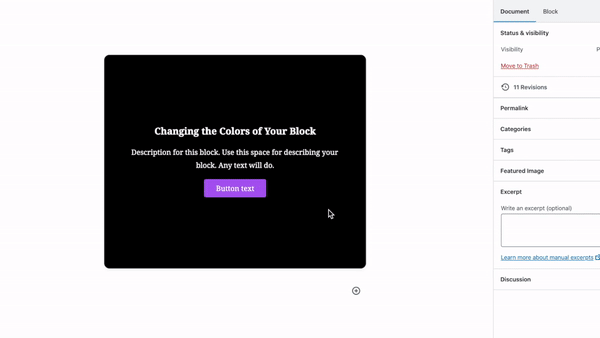 Document Block
Status & visibility
Visibility
Move to Trash
11 Revisions
Permalink
Categories
Tags
Featured Image
Excerpt
Write an excerpt (optional)
Learn more about manual excerpts
Discussion
Changing the Colors of Your Block
Description for this block. Use this space for describing your
block. Any text will do.
Button text